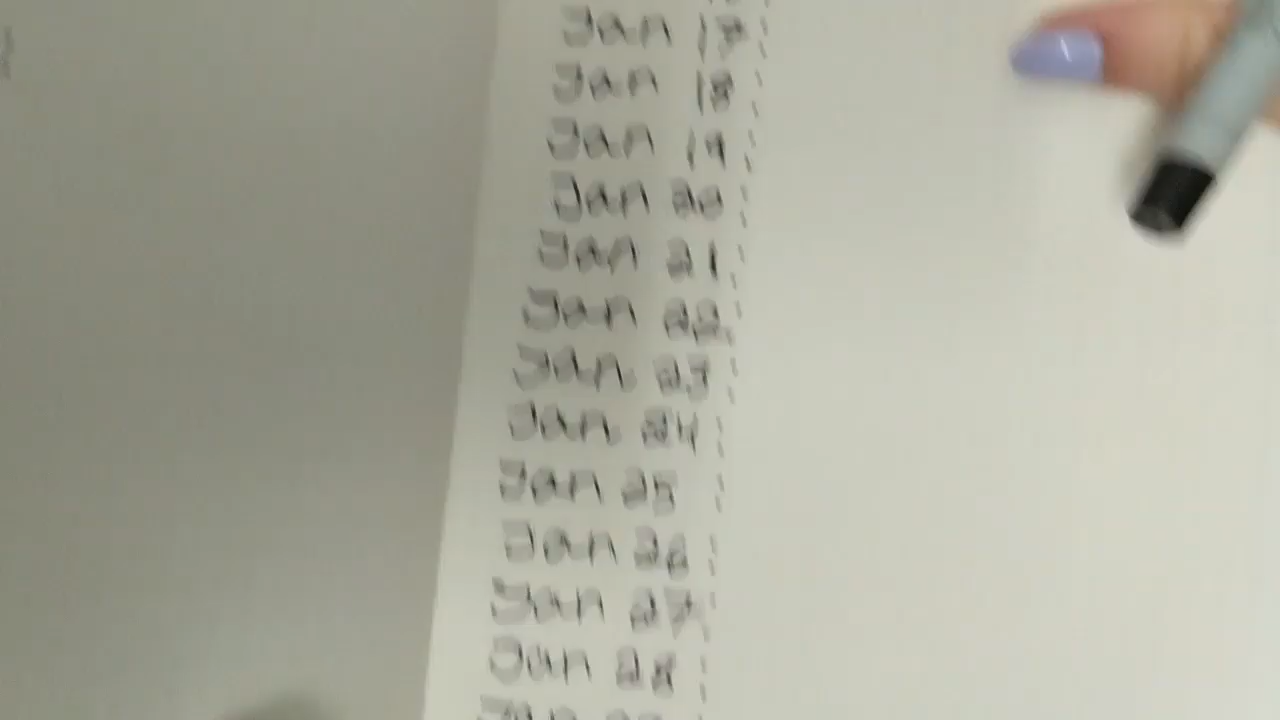 Jan 17:
Jan 18:
Jan 19:
Jan 20:
Jan 21:
Jan 22:
Jan 23:
Jan 24:
Jan 25:
Jan 26:
Jan 27:
Jan 28:
Jan